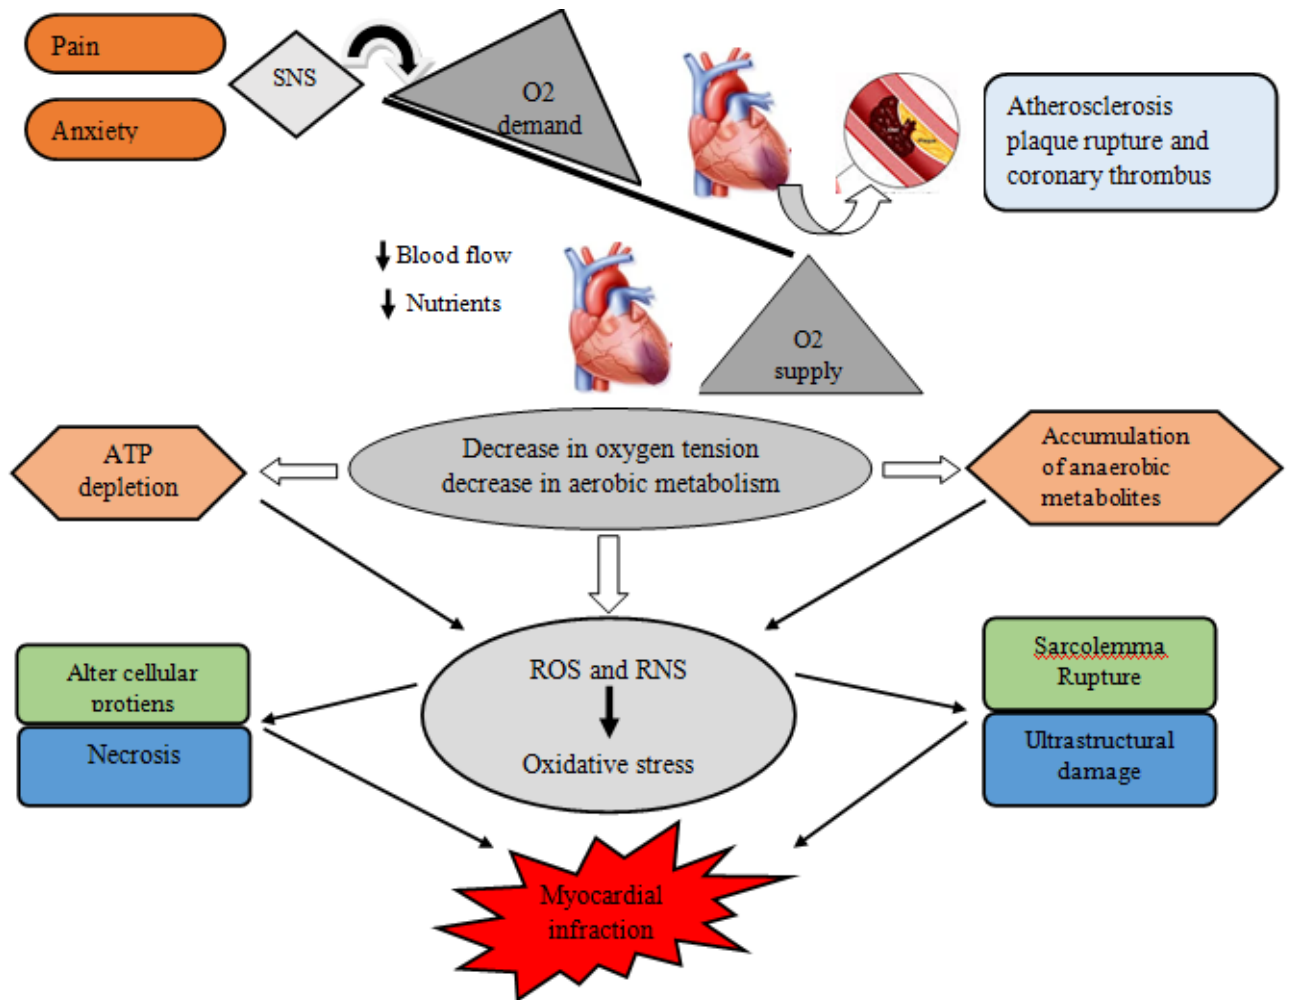 Pain
SNS
Anxiety
O2
demand
Atherosclerosis
plaque rupture and
coronary thrombus
Blood flow
Nutrients
O2
supply
ATP
depletion
Decrease in oxygen tension
decrease in aerobic metabolism
Accumulation
of anaerobic
metabolites
Alter cellular
protiens
Necrosis
ROS and RNS
Oxidative stress
Sarcolemma
Rupture
Ultrastructural
damage
Myocardial
infraction